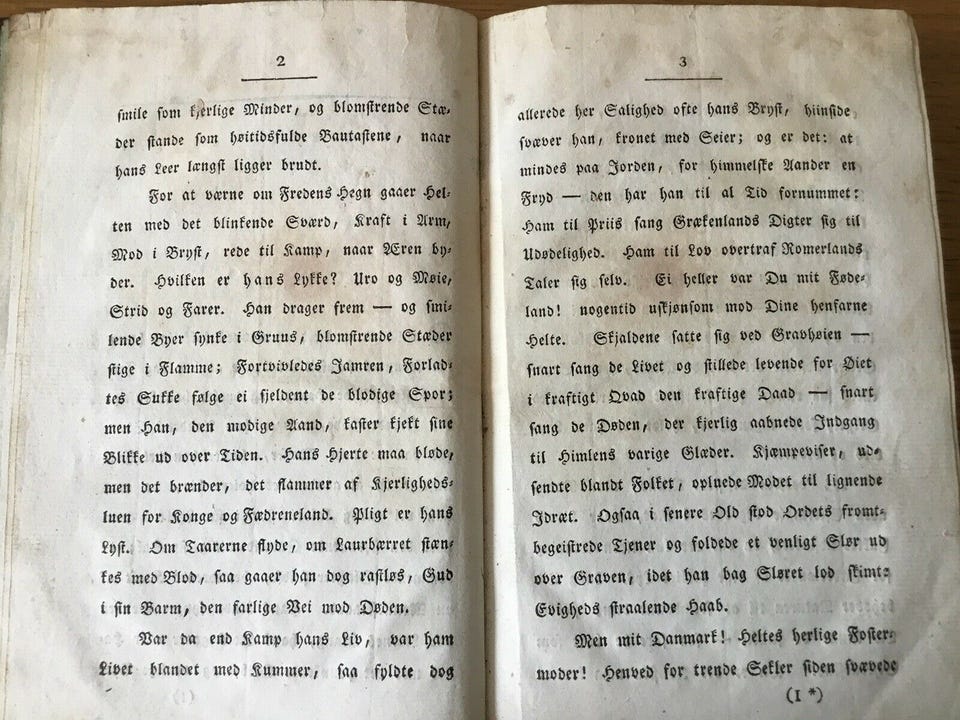 2
smile som kjerlige Minder, og blomstrende Stæ-
der stande som høitidsfulde Bautastene, naar
hans Leer længst ligger brudt.
For at værne om Fredens Hegn gaaer Hel-
ten med det blinkende Sværd, Kraft i Arm,
Mod i Bryst, rede til Kamp, naar Æren by-
der. Hvilken er hans Lykke? Uro og Møie,
Strid og Farer. Han drager frem — og smi-
lende Byer synke i Gruus, blomstrende Stæder
stige i Flamme; Fortvivledes Jamren, Forlad-
tes Sukke følge ei sjeldent de blodige Spor;
men Han, den modige Aand, kaster kjekt sine
Blikke ud over Tiden. Hans Hjerte maa bløde,
men det brænder, det flammer af Kjerligheds-
luen for Konge og Fædreneland. Pligt er hans
Lyst. Om Taarerne flyde, om Laurbærret stæn-
kes med Blod, saa gaaer han dog rastløs, Gud
i sin Barm, den farlige Vei mod Døden.
Var da end Kamp hans Liv, var ham
Livet blandet med Kummer, saa fyldte dog
3
allerede her Salighed ofte hans Bryst, hiinside
svæver han, kronet med Seier; og er det: at
mindes paa Jorden, for himmelske Aander en
Fryd — den har han til al Tid fornummet:
Ham til Priis sang Grækenlands Digter sig til
Udødelighed. Ham til Lov overtraf Romerlands
Taler sig selv. Ei heller var Du mit Føde-
land! nogentid uskjønsom mod Dine henfarne
Helte. Skjaldene satte sig ved Gravhøien —
snart sang de Livet og stillede levende for Øiet
i kraftigt Qvad den kraftige Daad — snart
sang de Døden, der kjerlig aabnede Indgang
til Himlens varige Glæder. Kjæmpeviser, ud-
sendte blandt Folket, opluede Modet til lignende
Idræt. Ogsaa i senere Old stod Ordets fromt-
begeistrede Tjener og foldede et venligt Slør ud
over Graven, idet han bag Sløret lod skimte
Evigheds straalende Haab.
Men mit Danmark! Heltes herlige Foster-
moder! Henved for trende Sekler siden svævede
(1 *)